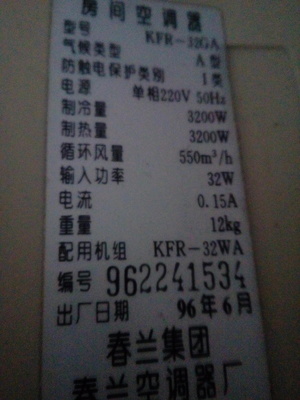 房间空调器
型号 KFR-32GA
气候类型 A型
防触电保护类别 I类
电源 单相220V 50Hz
制冷量 3200W
制热量 3200W
循环风量 550m³/h
输入功率 32W
电流 0.15A
重量 12kg
配用机组 KFR-32WA
编号 962241534
出厂日期 96年6月
春兰集团
春兰空调器厂